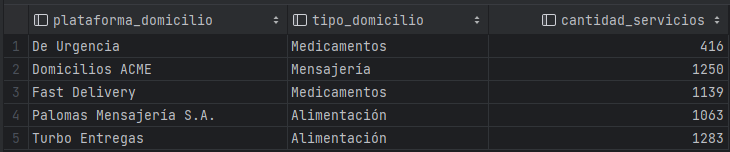 plataforma_domicilio tipo_domicilio cantidad_servicios
1 De Urgencia Medicamentos 416
2 Domicilios ACME Mensajería 1250
3 Fast Delivery Medicamentos 1139
4 Palomas Mensajería S.A. Alimentación 1063
5 Turbo Entregas Alimentación 1283